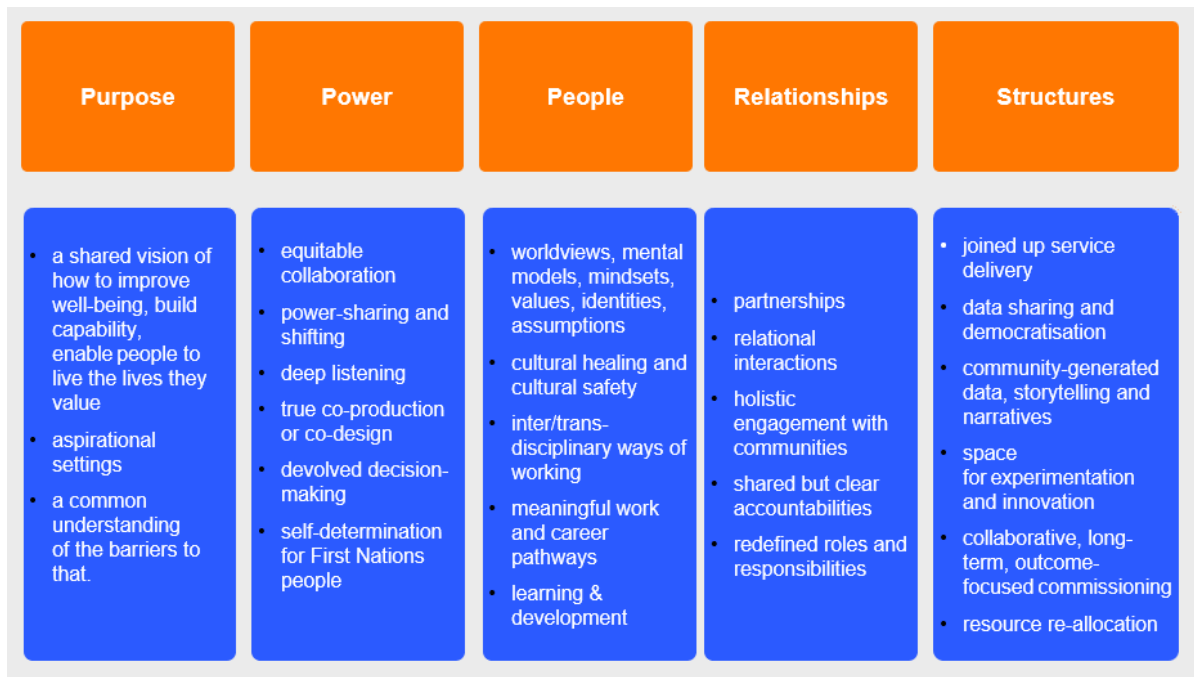 Purpose
Power
People
Relationships
Structures
• a shared vision of
how to improve
well-being, build
capability,
enable people to
live the lives they
value
• aspirational
settings
• a common
understanding
of the barriers to
that.
• equitable
collaboration
• power-sharing and
shifting
• deep listening
• true co-production
or co-design
• devolved decision-
making
• self-determination
for First Nations
people
• worldviews, mental
models, mindsets,
values, identities,
assumptions
• cultural healing and
cultural safety
• inter/trans-
disciplinary ways of
working
• meaningful work
and career
pathways
• learning &
development
• partnerships
• relational
interactions
• holistic
engagement with
communities
• shared but clear
accountabilities
• redefined roles and
responsibilities
• joined up service
delivery
• data sharing and
democratisation
• community-generated
data, storytelling and
narratives
• space
for experimentation
and innovation
• collaborative, long-
term, outcome-
focused commissioning
• resource re-allocation